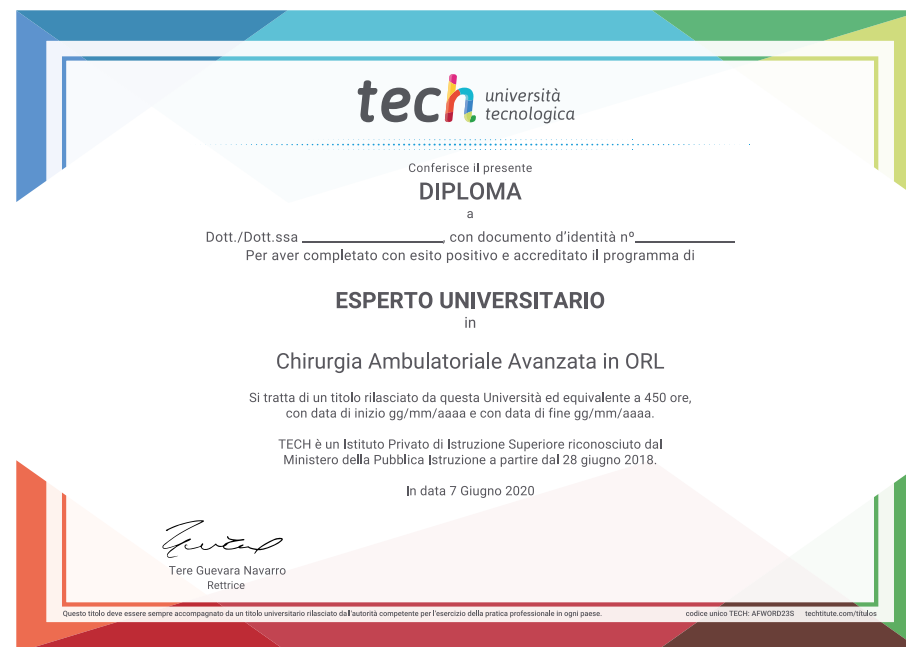 tech università
tecnologica
Conferisce il presente
DIPLOMA
a
Dott./Dott.ssa ____________________, con documento d'identità nº______________
Per aver completato con esito positivo e accreditato il programma di
ESPERTO UNIVERSITARIO
in
Chirurgia Ambulatoriale Avanzata in ORL
Si tratta di un titolo rilasciato da questa Università ed equivalente a 450 ore,
con data di inizio gg/mm/aaaa e con data di fine gg/mm/aaaa.
TECH è un Istituto Privato di Istruzione Superiore riconosciuto dal
Ministero della Pubblica Istruzione a partire dal 28 giugno 2018.
In data 7 Giugno 2020
Tere Guevara Navarro
Rettrice
Questo titolo deve essere sempre accompagnato da un titolo universitario rilasciato dall'autorità competente per l'esercizio della pratica professionale in ogni paese. codice unico TECH: AFWORD23S techtitute.com/titulos